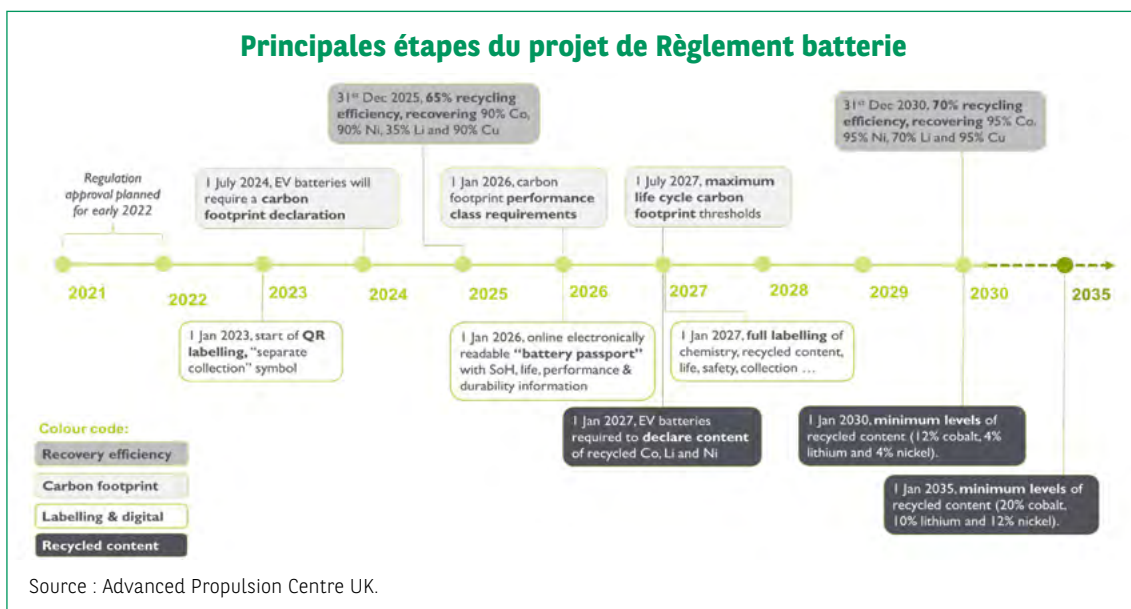 Principales étapes du projet de Règlement batterie
31st Dec 2025, 65% recycling
efficiency, recovering 90% Co,
90% Ni, 35% Li and 90% Cu
31st Dec 2030, 70% recycling
efficiency, recovering 95% Co,
95% Ni, 70% Li and 95% Cu
Regulation
approval planned
for early 2022
1 July 2024, EV batteries will
require a carbon
footprint declaration
1 Jan 2026, carbon
footprint performance
class requirements
1 July 2027, maximum
life cycle carbon
footprint thresholds
2021
2022
2023
2024
2025
2026
2027
2028
2029
2030
2035
1 Jan 2023, start of QR
labelling, “separate
collection” symbol
1 Jan 2026, online electronically
readable “battery passport”
with SoH, life, performance &
durability information
1 Jan 2027, full labelling of
chemistry, recycled content,
life, safety, collection ...
1 Jan 2027, EV batteries
required to declare content
of recycled Co, Li and Ni
1 Jan 2030, minimum levels of
recycled content (12% cobalt, 4%
lithium and 4% nickel).
1 Jan 2035, minimum levels of
recycled content (20% cobalt,
10% lithium and 12% nickel).
Colour code:
Recovery efficiency
Carbon footprint
Labelling & digital
Recycled content
Source : Advanced Propulsion Centre UK.